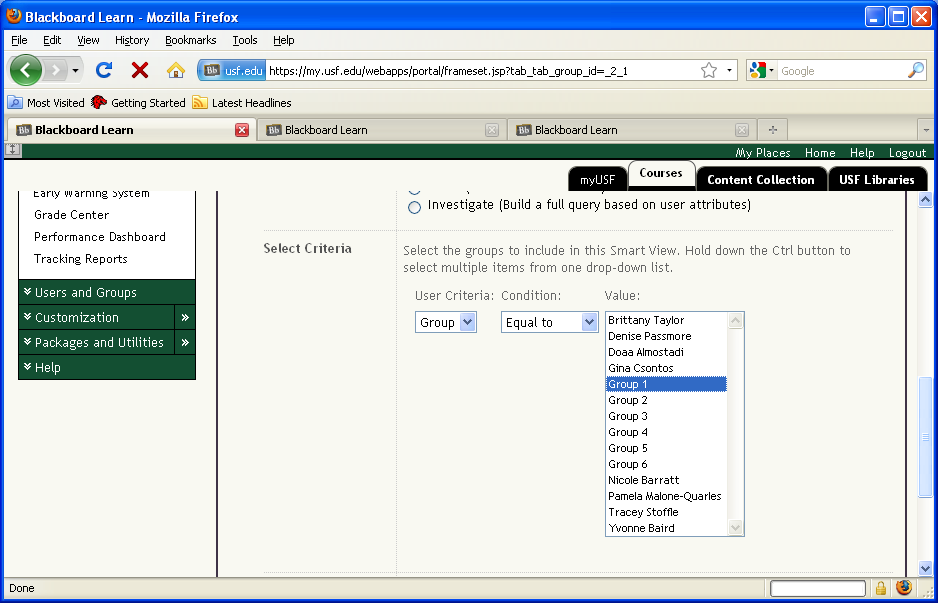 Blackboard Learn - Mozilla Firefox
File Edit View History Bookmarks Tools Help
Bb usf.edu https://my.usf.edu/webapps/portal/frameset.jsp?tab_tab_group_id=_2_1 Google
Most Visited Getting Started Latest Headlines
Bb Blackboard Learn Bb Blackboard Learn Bb Blackboard Learn
My Places Home Help Logout
myUSF Courses Content Collection USF Libraries
Early Warning System
Grade Center
Performance Dashboard
Tracking Reports
Users and Groups
Customization
Packages and Utilities
Help
Investigate (Build a full query based on user attributes)
Select Criteria
Select the groups to include in this Smart View. Hold down the Ctrl button to
select multiple items from one drop-down list.
User Criteria: Condition: Value:
Group Equal to
Brittany Taylor
Denise Passmore
Doaa Almostadi
Gina Csontos
Group 1
Group 2
Group 3
Group 4
Group 5
Group 6
Nicole Barratt
Pamela Malone-Quarles
Tracey Stoffle
Yvonne Baird
Done